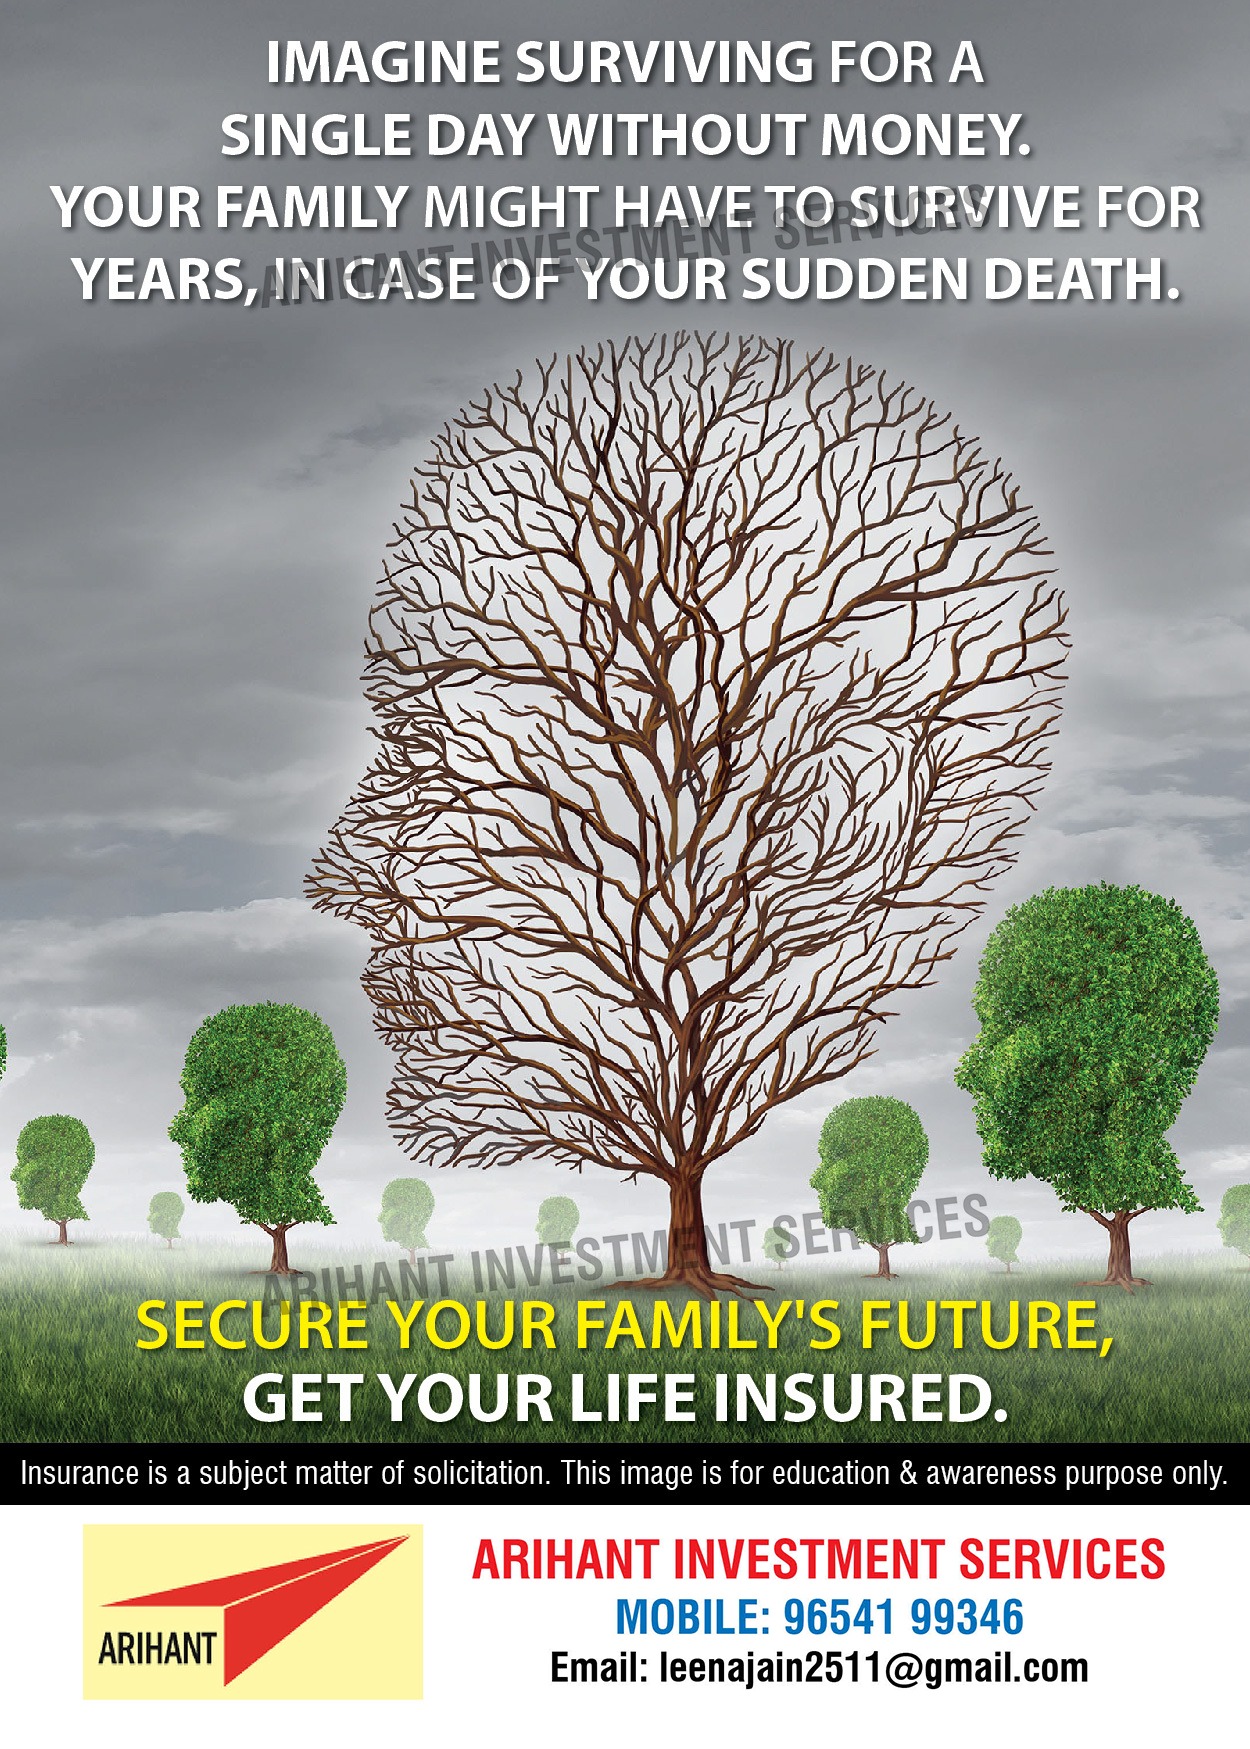 IMAGINE SURVIVING FOR A
SINGLE DAY WITHOUT MONEY.
YOUR FAMILY MIGHT HAVE TO SURVIVE FOR
YEARS, IN CASE OF YOUR SUDDEN DEATH.
ARIHANT INVESTMENT SERVICES
ARIHANT INVESTMENT SERVICES
SECURE YOUR FAMILY'S FUTURE,
GET YOUR LIFE INSURED.
Insurance is a subject matter of solicitation. This image is for education & awareness purpose only.
ARIHANT
ARIHANT INVESTMENT SERVICES
MOBILE: 96541 99346
Email: leenajain2511@gmail.com